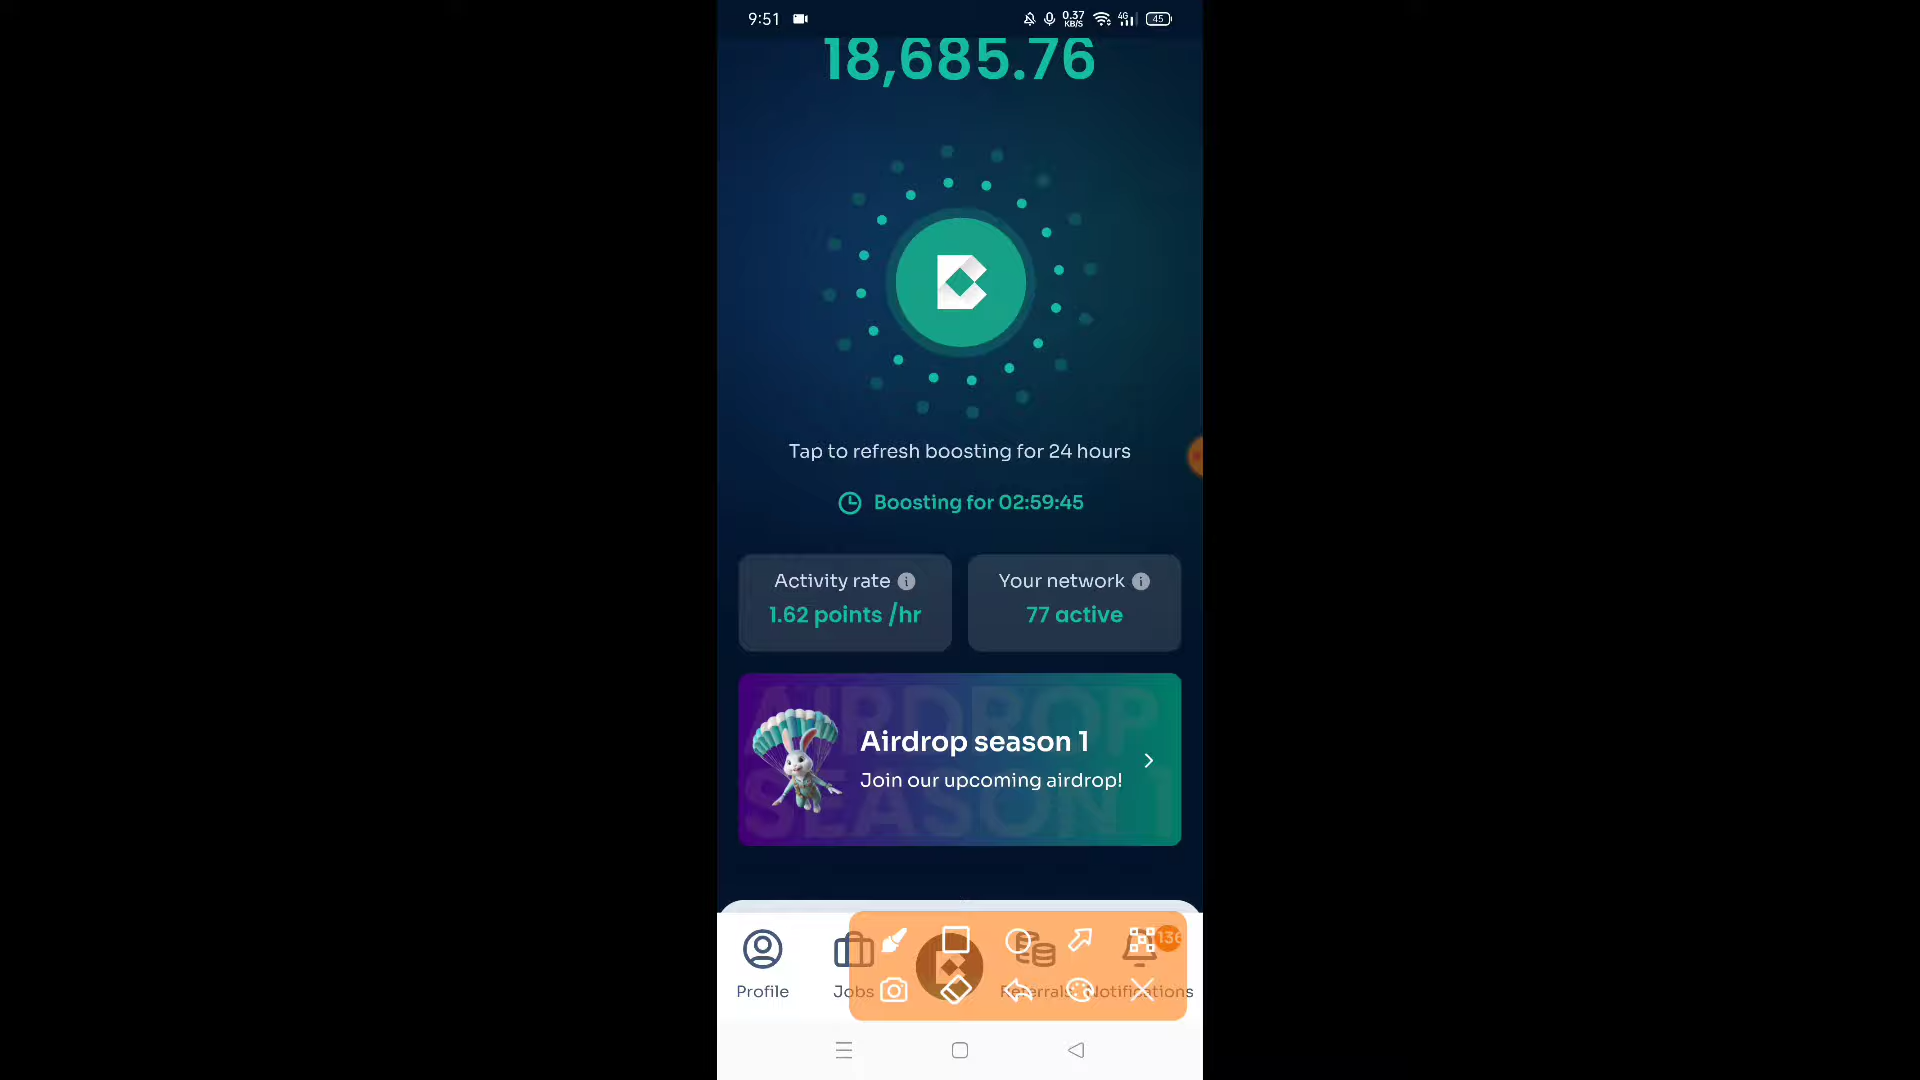 9:51
0.37
KB/S
4G
45
18,685.76
Tap to refresh boosting for 24 hours
Boosting for 02:59:45
Activity rate
1.62 points /hr
Your network
77 active
AIRDROP
SEASON 1
Airdrop season 1
Join our upcoming airdrop!
136
Profile
Jobs
Referrals
Notifications